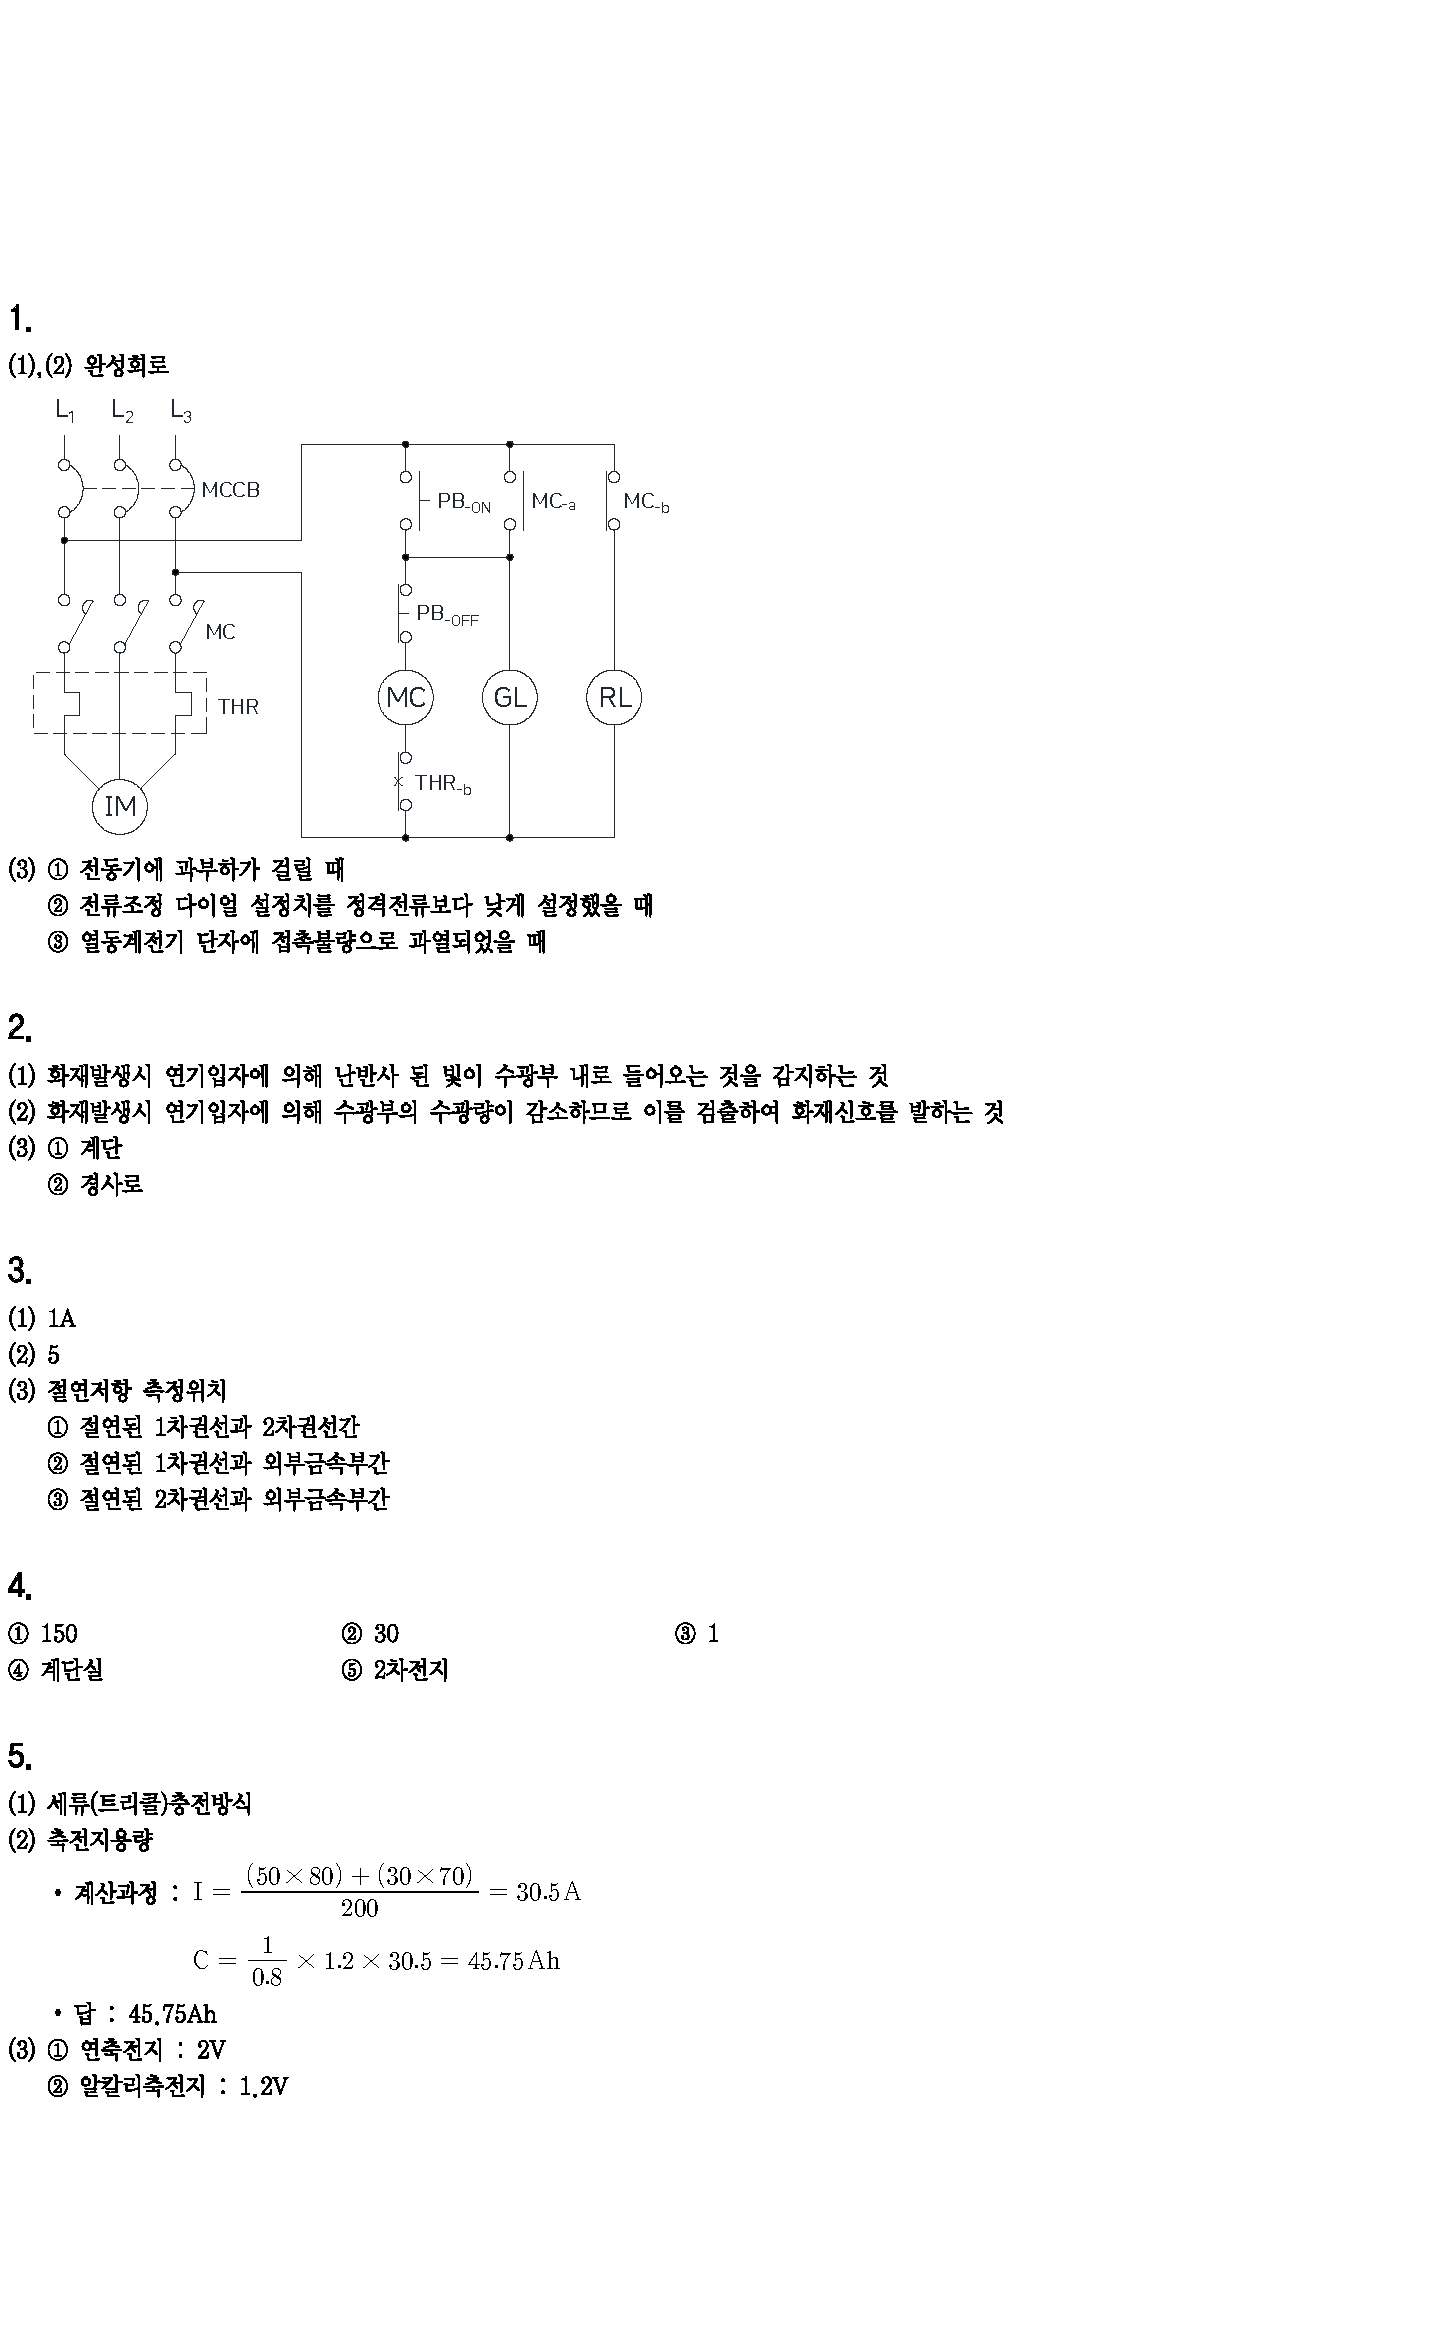 1.
(1),(2) 완성회로
L1 L2 L3
MCCB
PB-ON MC-a MC-b
PB-OFF
MC
MC GL RL
THR
THR-b
IM
(3) ① 전동기에 과부하가 걸릴 때
② 전류조정 다이얼 설정치를 정격전류보다 낮게 설정했을 때
③ 열동계전기 단자에 접촉불량으로 과열되었을 때
2.
(1) 화재발생시 연기입자에 의해 난반사 된 빛이 수광부 내로 들어오는 것을 감지하는 것
(2) 화재발생시 연기입자에 의해 수광부의 수광량이 감소하므로 이를 검출하여 화재신호를 발하는 것
(3) ① 계단
② 경사로
3.
(1) 1A
(2) 5
(3) 절연저항 측정위치
① 절연된 1차권선과 2차권선간
② 절연된 1차권선과 외부금속부간
③ 절연된 2차권선과 외부금속부간
4.
① 150 ② 30 ③ 1
④ 계단실 ⑤ 2차전지
5.
(1) 세류(트리클)충전방식
(2) 축전지용량
• 계산과정 : I = (50×80)+(30×70) / 200 = 30.5A
C = 1 / 0.8 × 1.2 × 30.5 = 45.75Ah
• 답 : 45.75Ah
(3) ① 연축전지 : 2V
② 알칼리축전지 : 1.2V